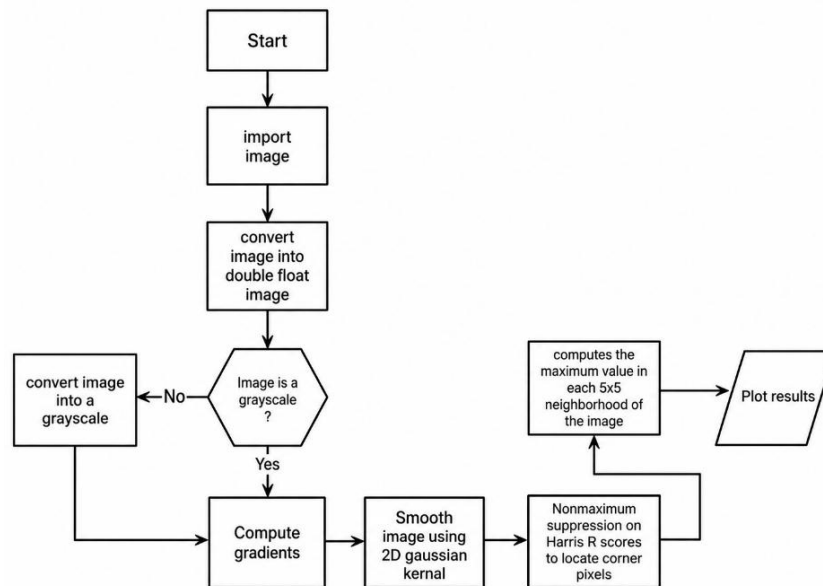 Start
import
image
convert
image into
double float
image
Image is a
grayscale
?
No
convert image
into a
grayscale
Yes
Compute
gradients
Smooth
image using
2D gaussian
kernal
Nonmaximum
suppression on
Harris R scores
to locate corner
pixels
computes the
maximum value in
each 5x5
neighborhood of
the image
Plot results